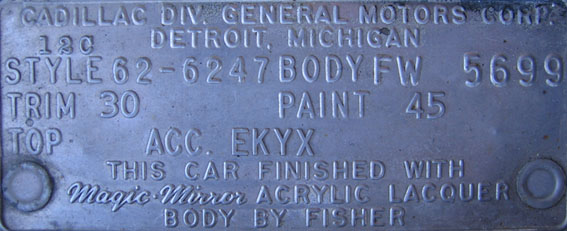 CADILLAC DIV. GENERAL MOTORS CORP.
DETROIT, MICHIGAN
12C
STYLE 62-6247 BODY FW 5699
TRIM 30 PAINT 45
TOP ACC. EKYX
THIS CAR FINISHED WITH
Magic-Mirror ACRYLIC LACQUER
BODY BY FISHER